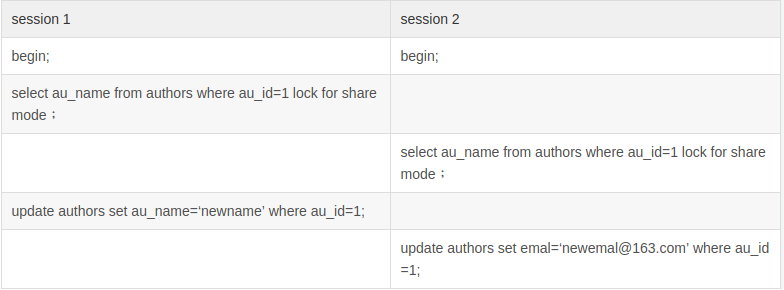 session 1
session 2
begin;
begin;
select au_name from authors where au_id=1 lock for share
mode；
select au_name from authors where au_id=1 lock for share
mode；
update authors set au_name=‘newname’ where au_id=1;
update authors set emal=‘newemal@163.com’ where au_id
=1;